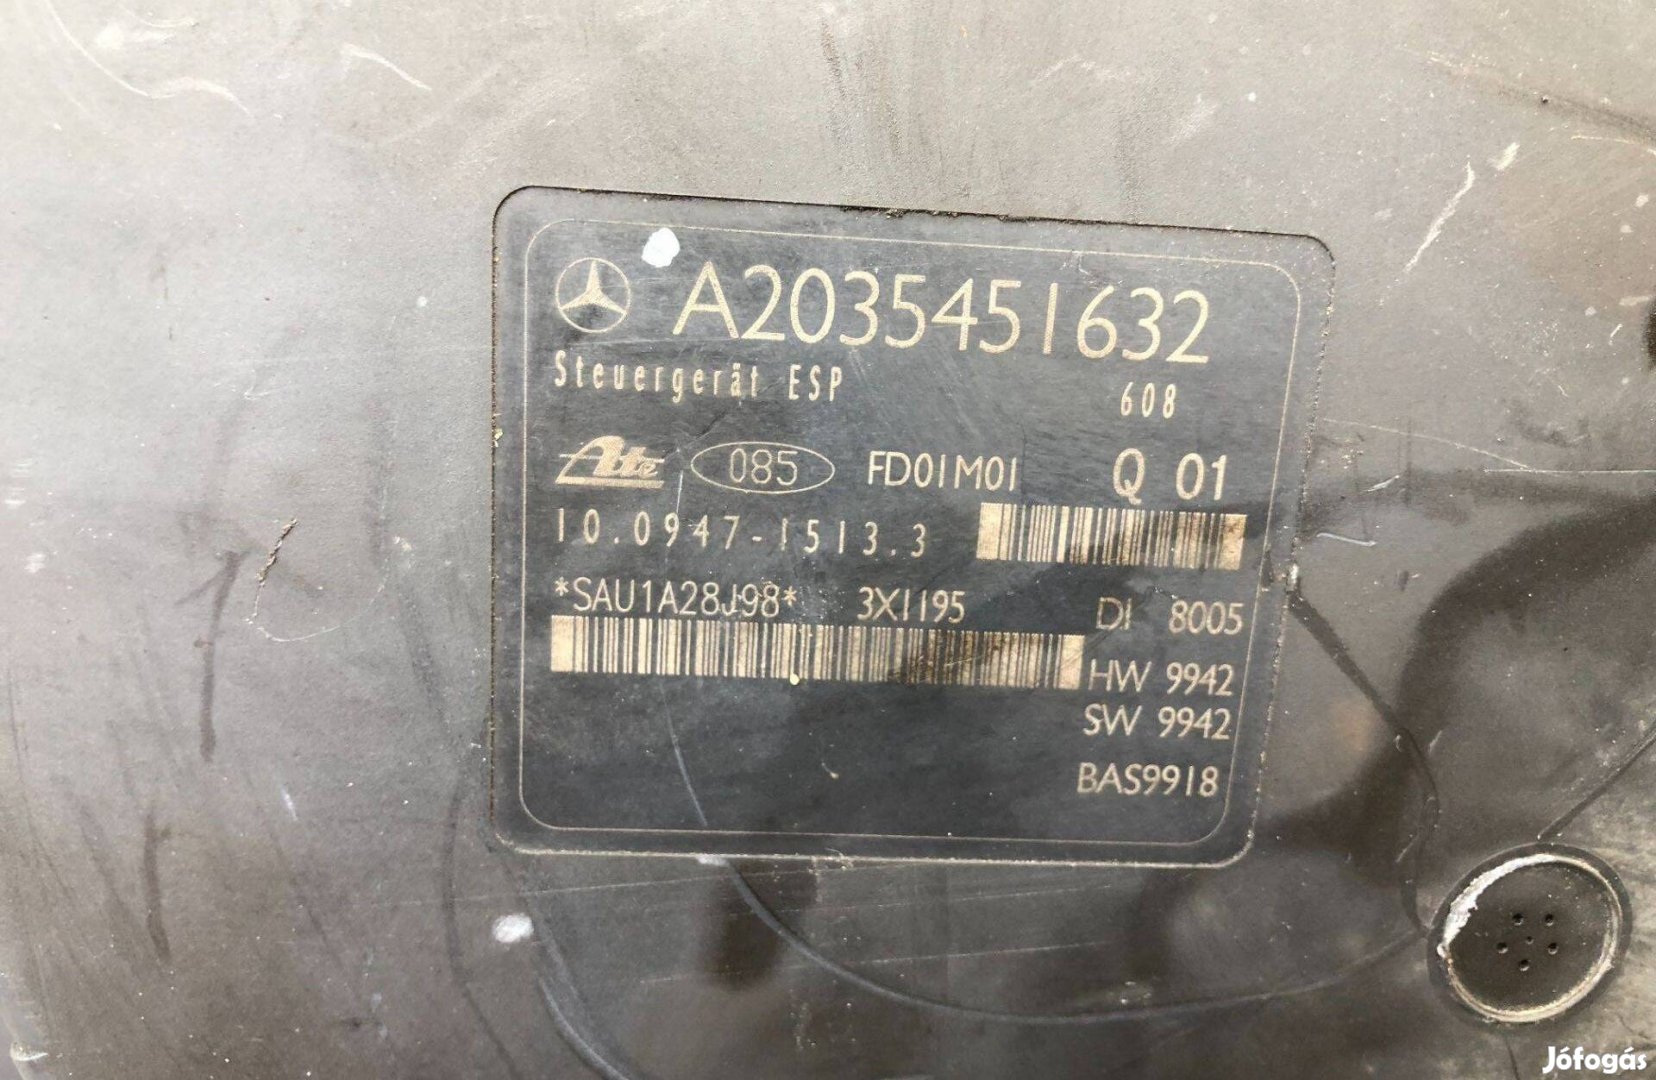 A2035451632
Steuergerät ESP 608
Ate 085 FD01M01 Q 01
10.0947-1513.3
*SAU1A28J98* 3X1195 DI 8005
HW 9942
SW 9942
BAS9918
Jófogás